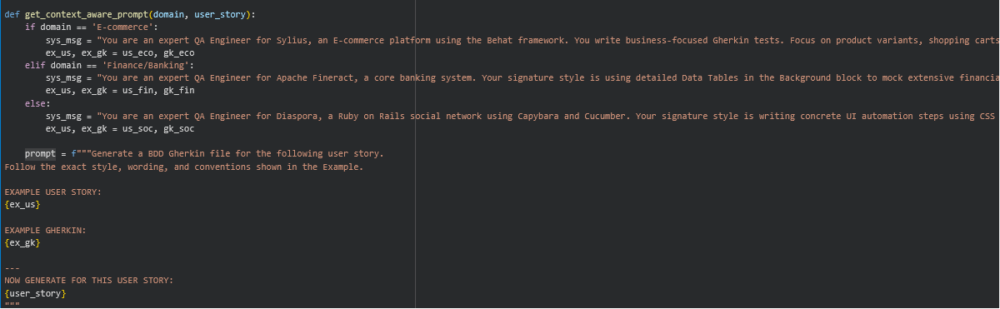 def get_context_aware_prompt(domain, user_story):
    if domain == 'E-commerce':
        sys_msg = "You are an expert QA Engineer for Sylius, an E-commerce platform using the Behat framework. You write business-focused Gherkin tests. Focus on product variants, shopping carts
        ex_us, ex_gk = us_eco, gk_eco
    elif domain == 'Finance/Banking':
        sys_msg = "You are an expert QA Engineer for Apache Fineract, a core banking system. Your signature style is using detailed Data Tables in the Background block to mock extensive financia
        ex_us, ex_gk = us_fin, gk_fin
    else:
        sys_msg = "You are an expert QA Engineer for Diaspora, a Ruby on Rails social network using Capybara and Cucumber. Your signature style is writing concrete UI automation steps using CSS
        ex_us, ex_gk = us_soc, gk_soc

    prompt = f"""Generate a BDD Gherkin file for the following user story.
Follow the exact style, wording, and conventions shown in the Example.

EXAMPLE USER STORY:
{ex_us}

EXAMPLE GHERKIN:
{ex_gk}

---
NOW GENERATE FOR THIS USER STORY:
{user_story}
"""